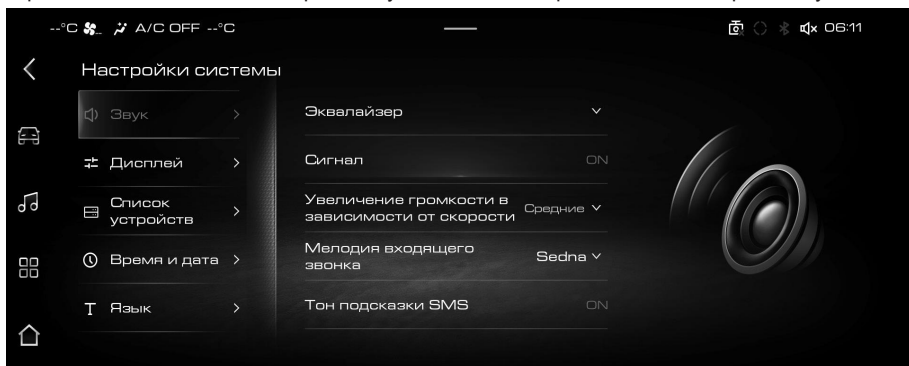 --°C A/C OFF --°C
06:11
Настройки системы
Звук
Дисплей
Список
устройств
Время и дата
Язык
Эквалайзер
Сигнал ON
Увеличение громкости в
зависимости от скорости Средние
Мелодия входящего
звонка Sedna
Тон подсказки SMS ON